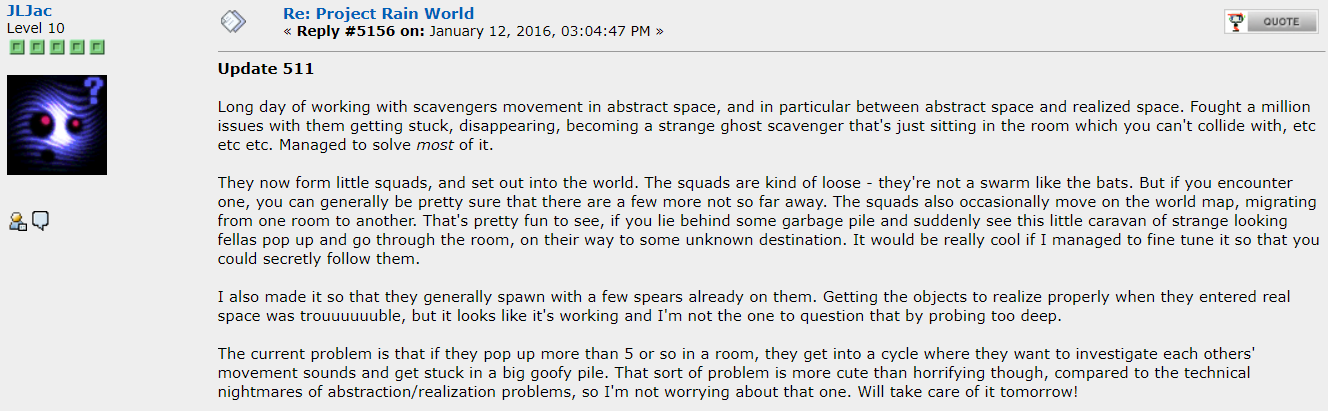 JLJac
Level 10
?
Re: Project Rain World
« Reply #5156 on: January 12, 2016, 03:04:47 PM »
QUOTE
Update 511
Long day of working with scavengers movement in abstract space, and in particular between abstract space and realized space. Fought a million
issues with them getting stuck, disappearing, becoming a strange ghost scavenger that's just sitting in the room which you can't collide with, etc
etc etc. Managed to solve most of it.
They now form little squads, and set out into the world. The squads are kind of loose - they're not a swarm like the bats. But if you encounter
one, you can generally be pretty sure that there are a few more not so far away. The squads also occasionally move on the world map, migrating
from one room to another. That's pretty fun to see, if you lie behind some garbage pile and suddenly see this little caravan of strange looking
fellas pop up and go through the room, on their way to some unknown destination. It would be really cool if I managed to fine tune it so that you
could secretly follow them.
I also made it so that they generally spawn with a few spears already on them. Getting the objects to realize properly when they entered real
space was trouuuuuuble, but it looks like it's working and I'm not the one to question that by probing too deep.
The current problem is that if they pop up more than 5 or so in a room, they get into a cycle where they want to investigate each others'
movement sounds and get stuck in a big goofy pile. That sort of problem is more cute than horrifying though, compared to the technical
nightmares of abstraction/realization problems, so I'm not worrying about that one. Will take care of it tomorrow!